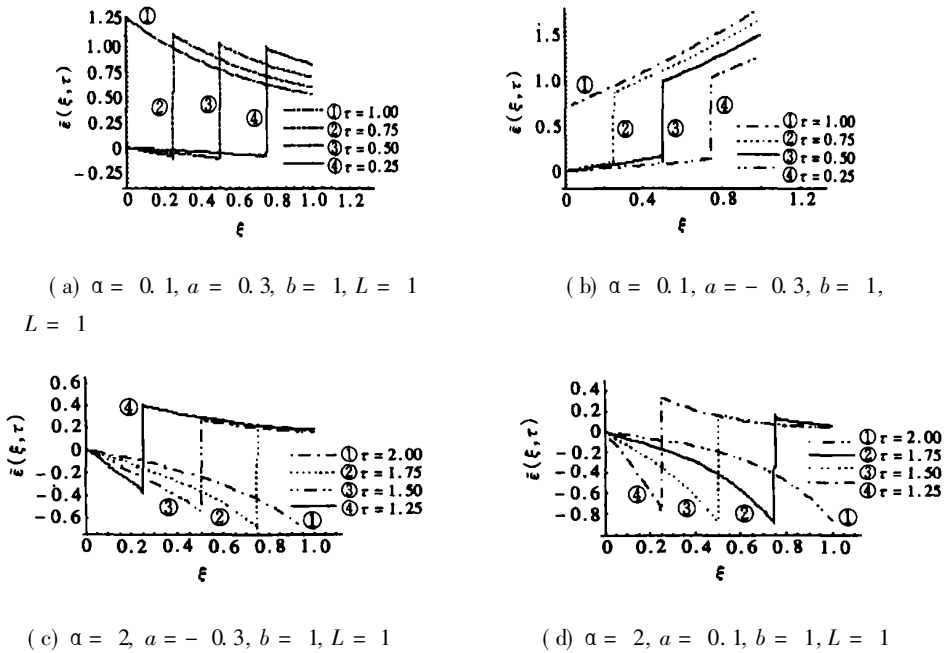 1.25
1.00
0.75
0.50
0.25
0
-0.25
ε̄(ξ,τ)
① ② ③ ④
① τ = 1.00
② τ = 0.75
③ τ = 0.50
④ τ = 0.25
0 0.2 0.4 0.6 0.8 1.0 1.2
ξ
1.5
1.0
0.5
0
ε̄(ξ,τ)
① ② ③ ④
① τ = 1.00
② τ = 0.75
③ τ = 0.50
④ τ = 0.25
0 0.4 0.8 1.2
ξ
(a) α = 0.1, a = 0.3, b = 1, L = 1
(b) α = 0.1, a = - 0.3, b = 1,
L = 1
0.6
0.4
0.2
0
-0.2
-0.4
-0.6
ε̄(ξ,τ)
④ ③ ② ①
① τ = 2.00
② τ = 1.75
③ τ = 1.50
④ τ = 1.25
0 0.2 0.4 0.6 0.8 1.0
ξ
0.4
0.2
0
-0.2
-0.4
-0.6
-0.8
ε̄(ξ,τ)
④ ③ ② ①
① τ = 2.00
② τ = 1.75
③ τ = 1.50
④ τ = 1.25
0 0.2 0.4 0.6 0.8 1.0
ξ
(c) α = 2, a = - 0.3, b = 1, L = 1
(d) α = 2, a = 0.1, b = 1, L = 1